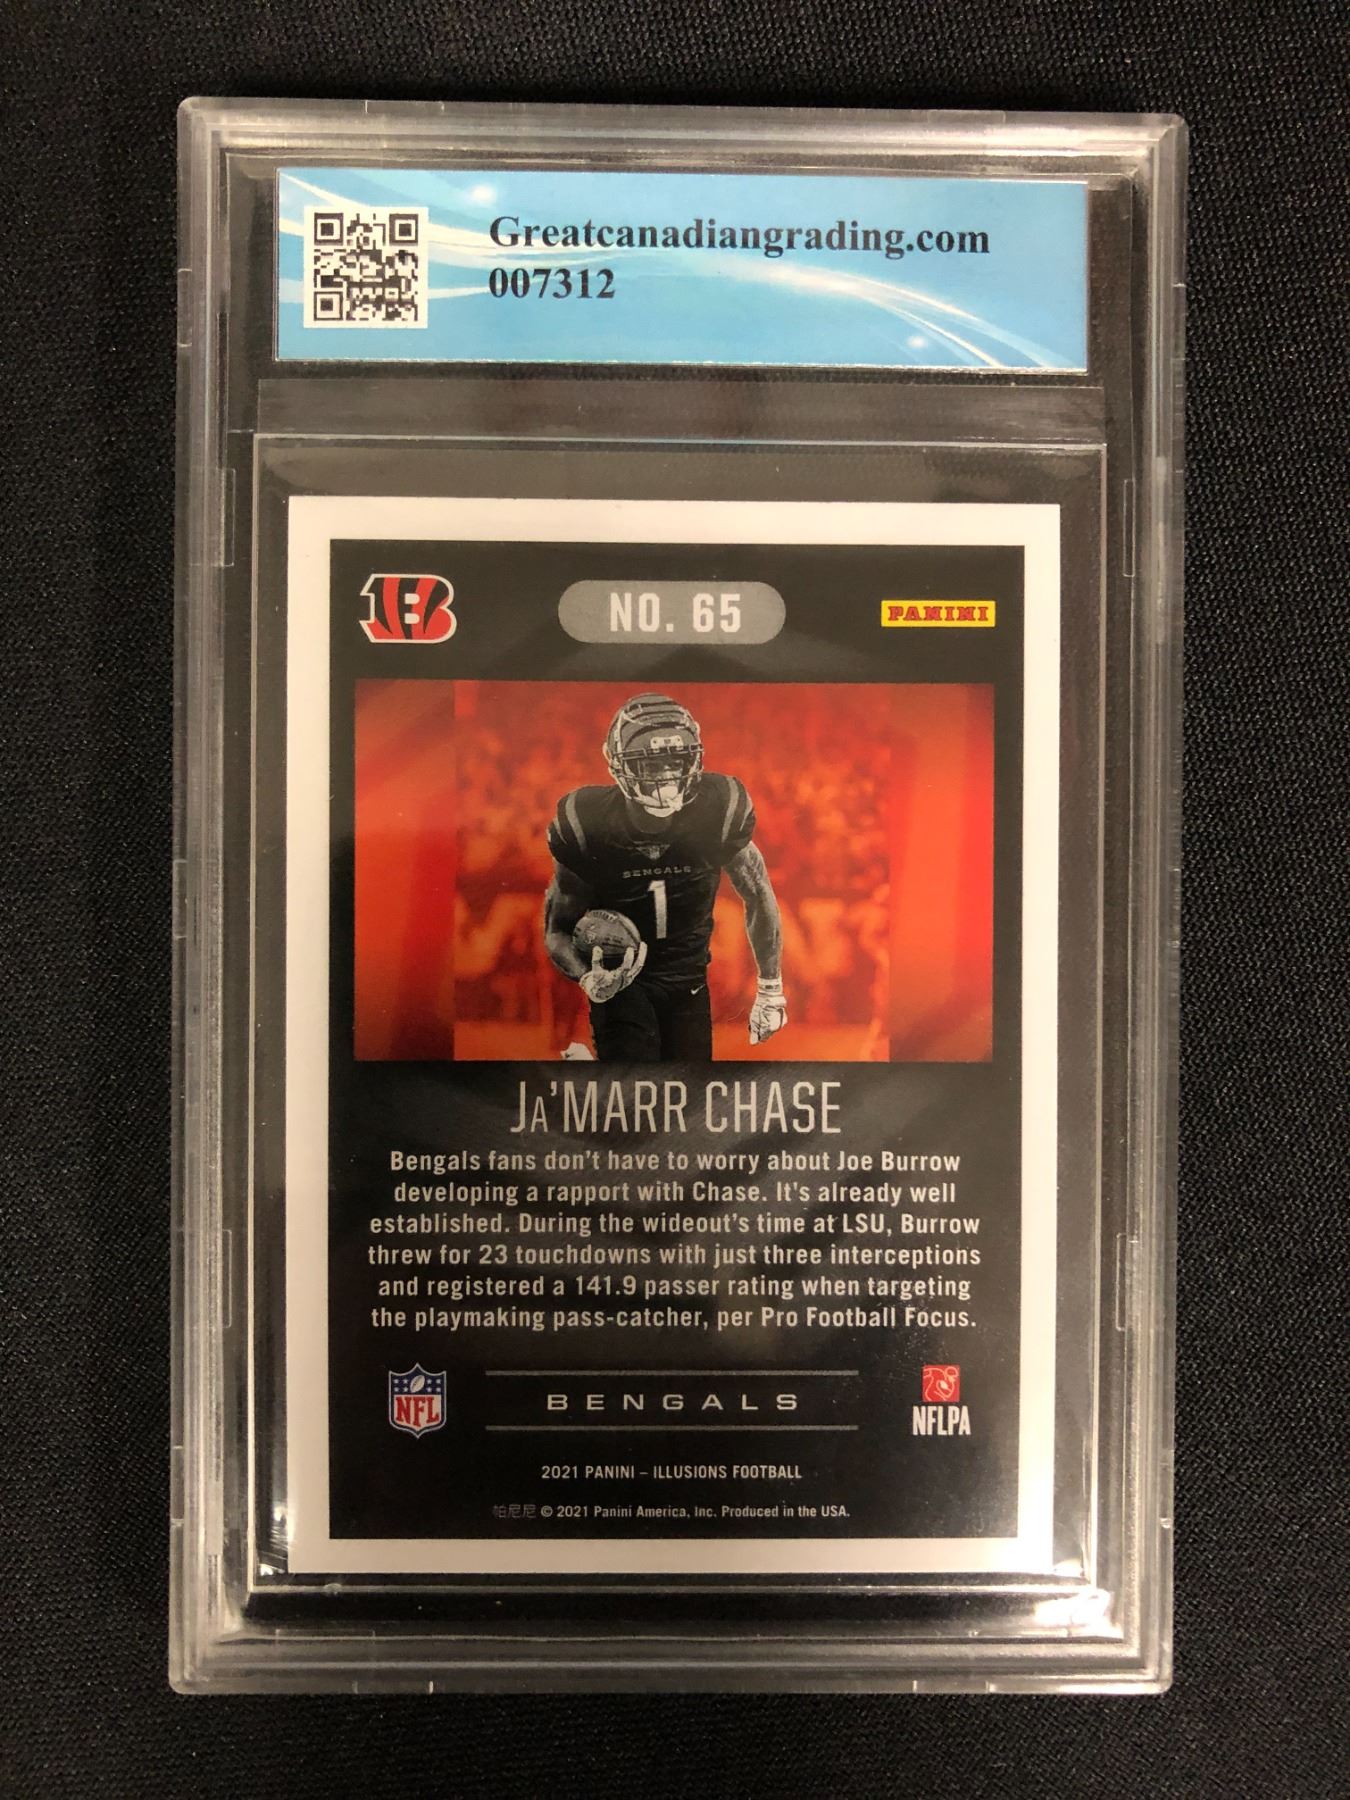 Greatcanadiangrading.com
007312
B
NO. 65
PANINI
BENGALS
1
JA'MARR CHASE
Bengals fans don't have to worry about Joe Burrow
developing a rapport with Chase. It's already well
established. During the wideout's time at LSU, Burrow
threw for 23 touchdowns with just three interceptions
and registered a 141.9 passer rating when targeting
the playmaking pass-catcher, per Pro Football Focus.
NFL
BENGALS
NFLPA
2021 PANINI – ILLUSIONS FOOTBALL
帕尼尼 © 2021 Panini America, Inc. Produced in the USA.